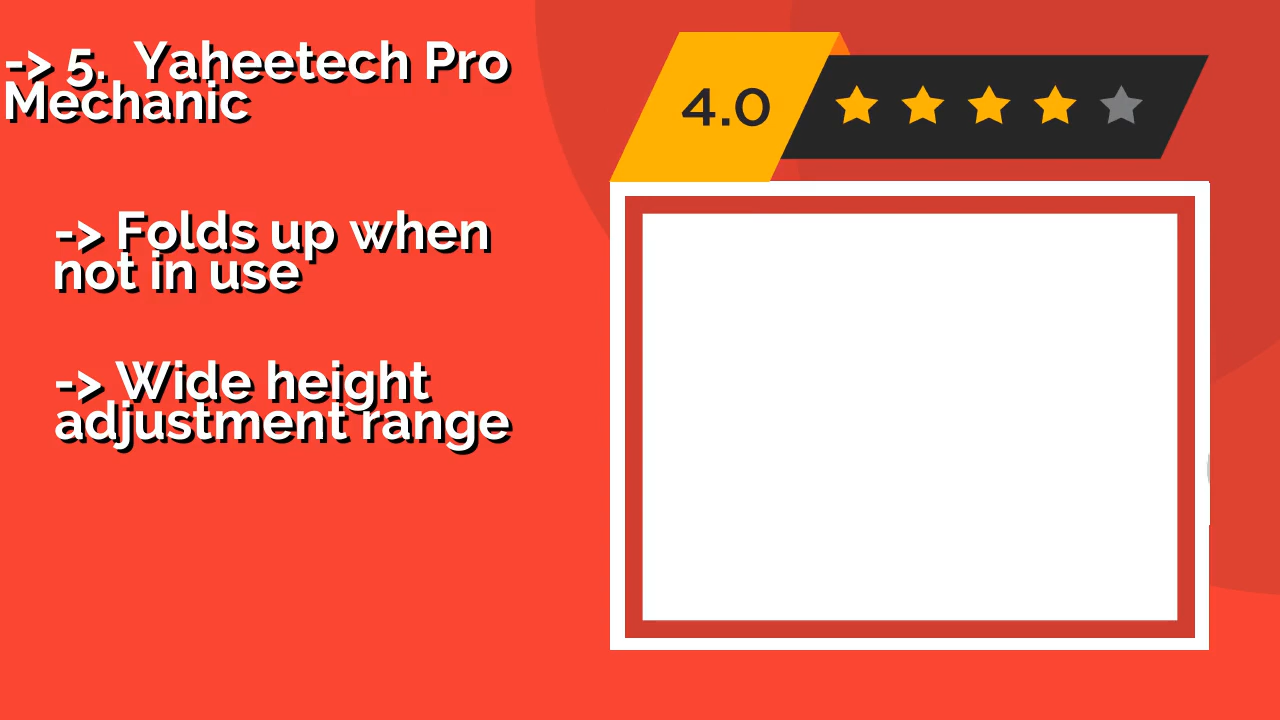 -> 5.  Yaheetech Pro
Mechanic
4.0
-> Folds up when
not in use
-> Wide height
adjustment range